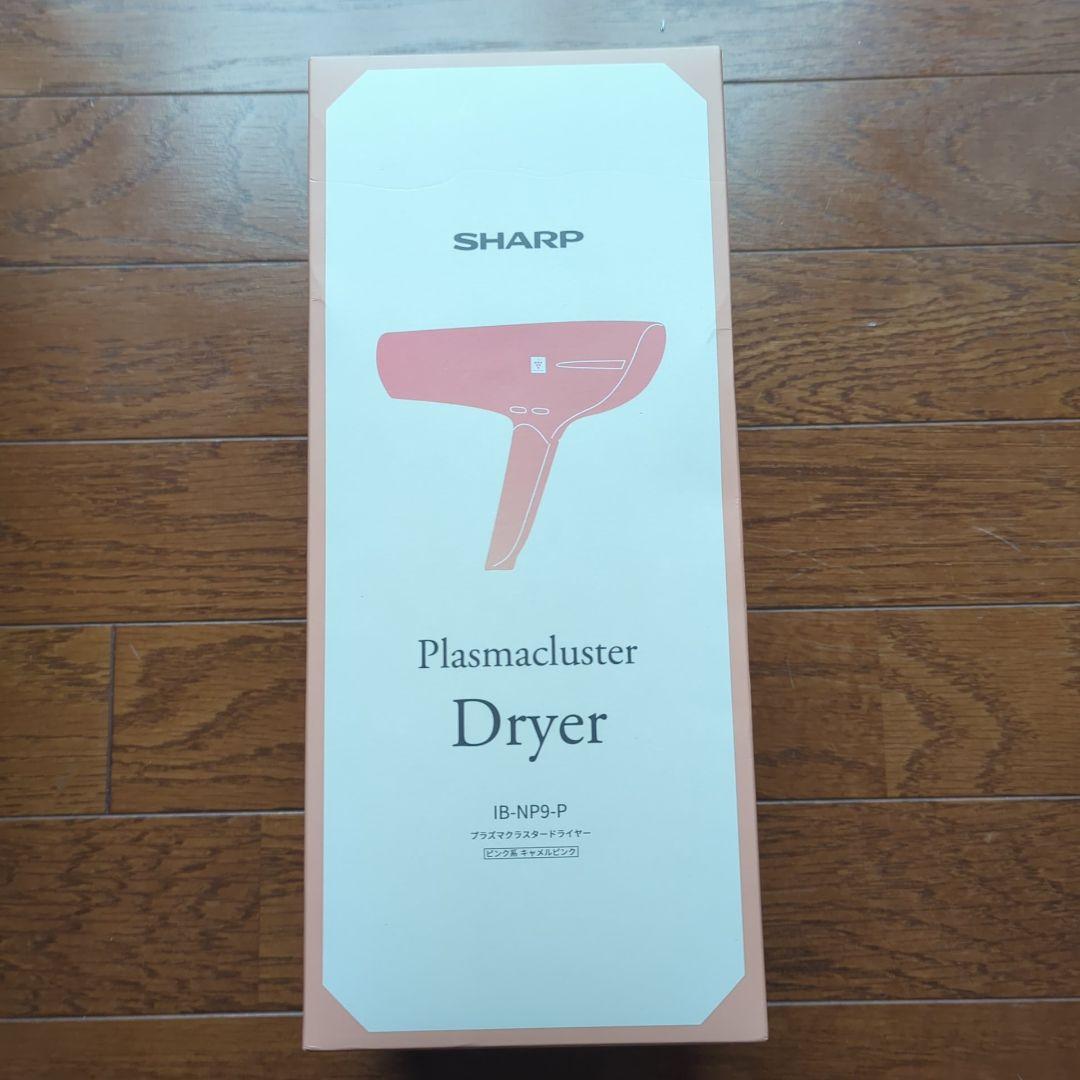 SHARP
Plasmacluster
Dryer
IB-NP9-P
プラズマクラスタードライヤー
ピンク系 キャメルピンク